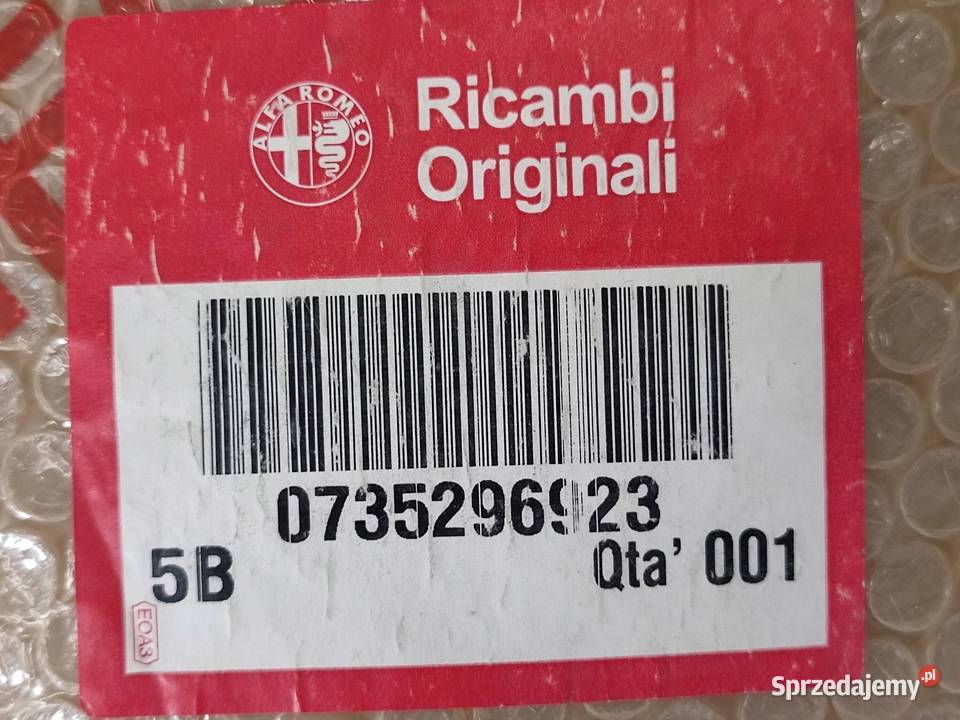 ALFA ROMEO
Ricambi
Originali
0735296923
5B
Qta' 001
EOA3
Sprzedajemy.pl